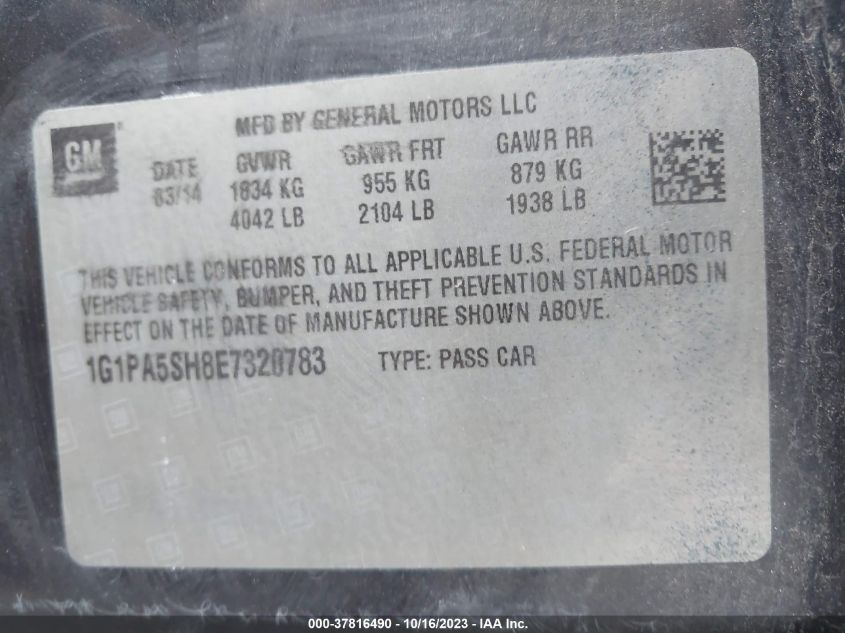 MFD BY GENERAL MOTORS LLC
GM
DATE GVWR GAWR FRT GAWR RR
03/14 1834 KG 955 KG 879 KG
4042 LB 2104 LB 1938 LB
THIS VEHICLE CONFORMS TO ALL APPLICABLE U.S. FEDERAL MOTOR
VEHICLE SAFETY, BUMPER, AND THEFT PREVENTION STANDARDS IN
EFFECT ON THE DATE OF MANUFACTURE SHOWN ABOVE.
1G1PA5SH8E7320783 TYPE: PASS CAR
000-37816490 - 10/16/2023 - IAA Inc.